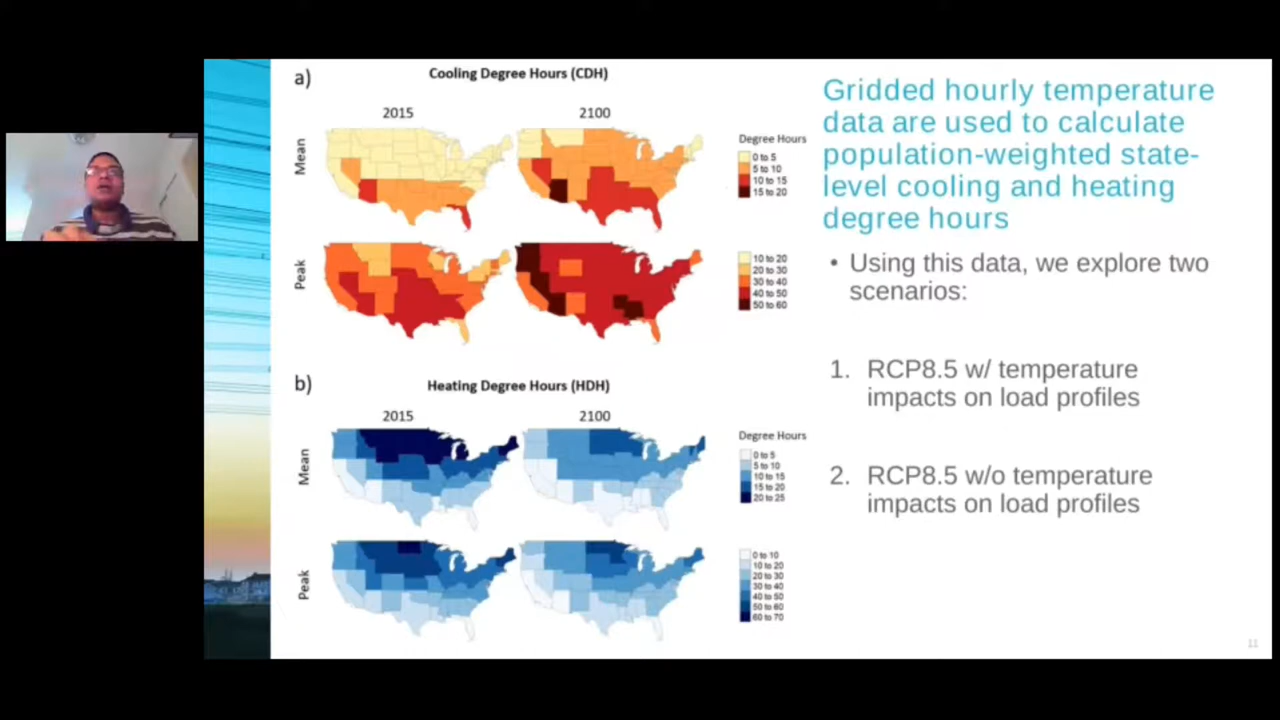 a)
Cooling Degree Hours (CDH)
2015
2100
Mean
Degree Hours
0 to 5
5 to 10
10 to 15
15 to 20
Peak
10 to 20
20 to 30
30 to 40
40 to 50
50 to 60
b)
Heating Degree Hours (HDH)
2015
2100
Mean
Degree Hours
0 to 5
5 to 10
10 to 15
15 to 20
20 to 25
Peak
0 to 10
10 to 20
20 to 30
30 to 40
40 to 50
50 to 60
60 to 70
Gridded hourly temperature
data are used to calculate
population-weighted state-
level cooling and heating
degree hours
• Using this data, we explore two
scenarios:
1. RCP8.5 w/ temperature
impacts on load profiles
2. RCP8.5 w/o temperature
impacts on load profiles
11